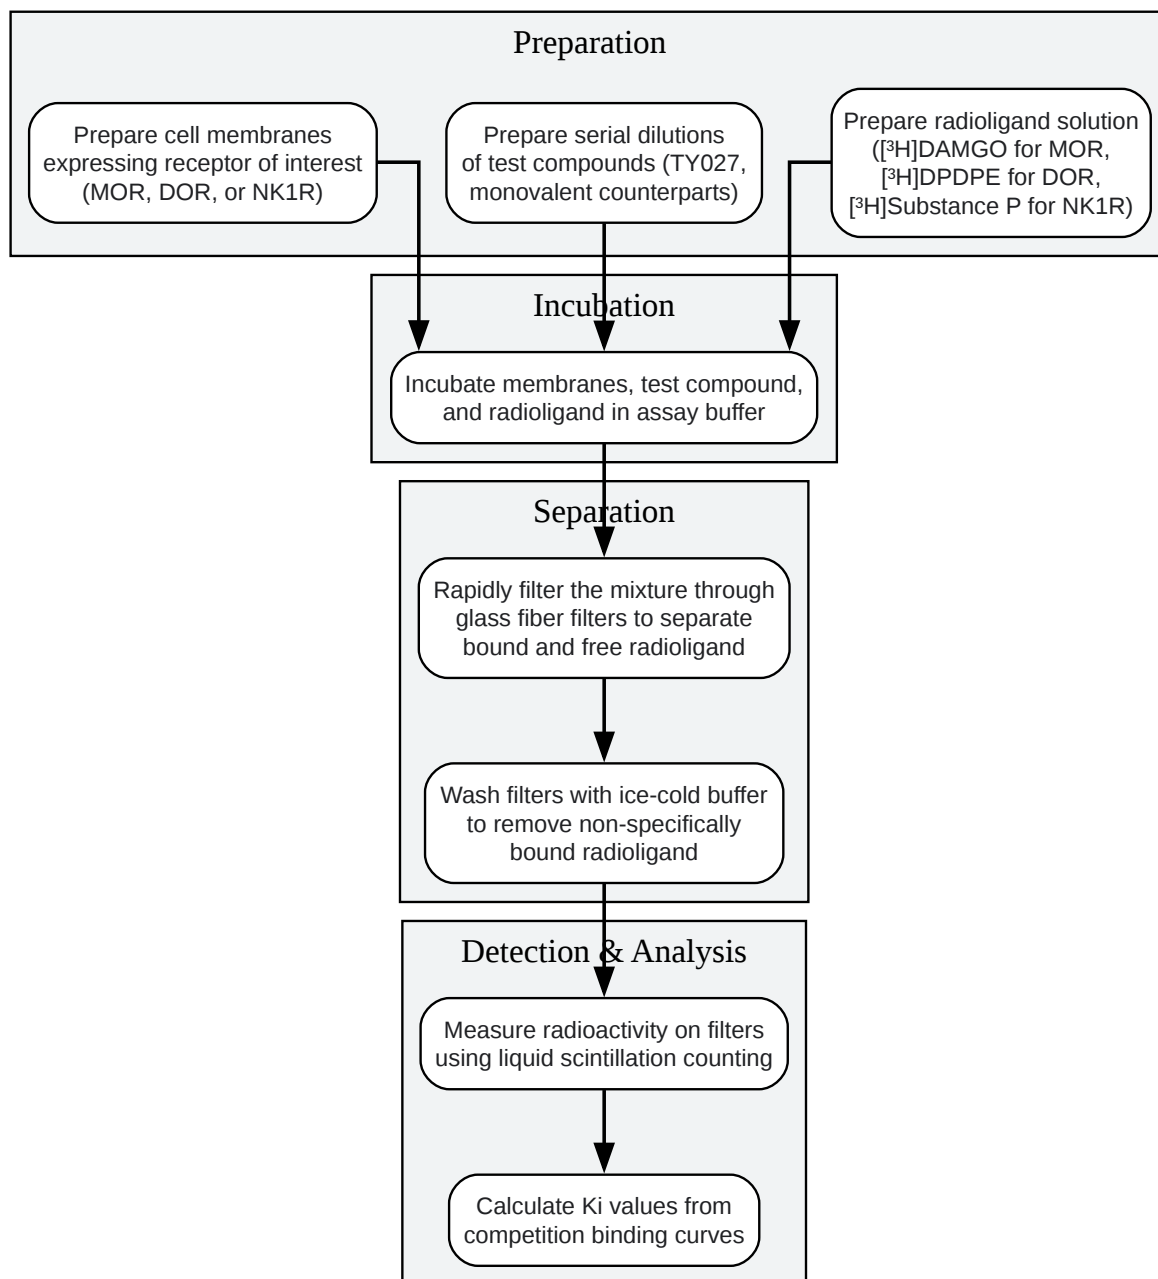 Preparation
Prepare cell membranes
expressing receptor of interest
(MOR, DOR, or NK1R)
Prepare serial dilutions
of test compounds (TY027,
monovalent counterparts)
Prepare radioligand solution
([³H]DAMGO for MOR,
[³H]DPDPE for DOR,
[³H]Substance P for NK1R)
Incubation
Incubate membranes, test compound,
and radioligand in assay buffer
Separation
Rapidly filter the mixture through
glass fiber filters to separate
bound and free radioligand
Wash filters with ice-cold buffer
to remove non-specifically
bound radioligand
Detection & Analysis
Measure radioactivity on filters
using liquid scintillation counting
Calculate Ki values from
competition binding curves